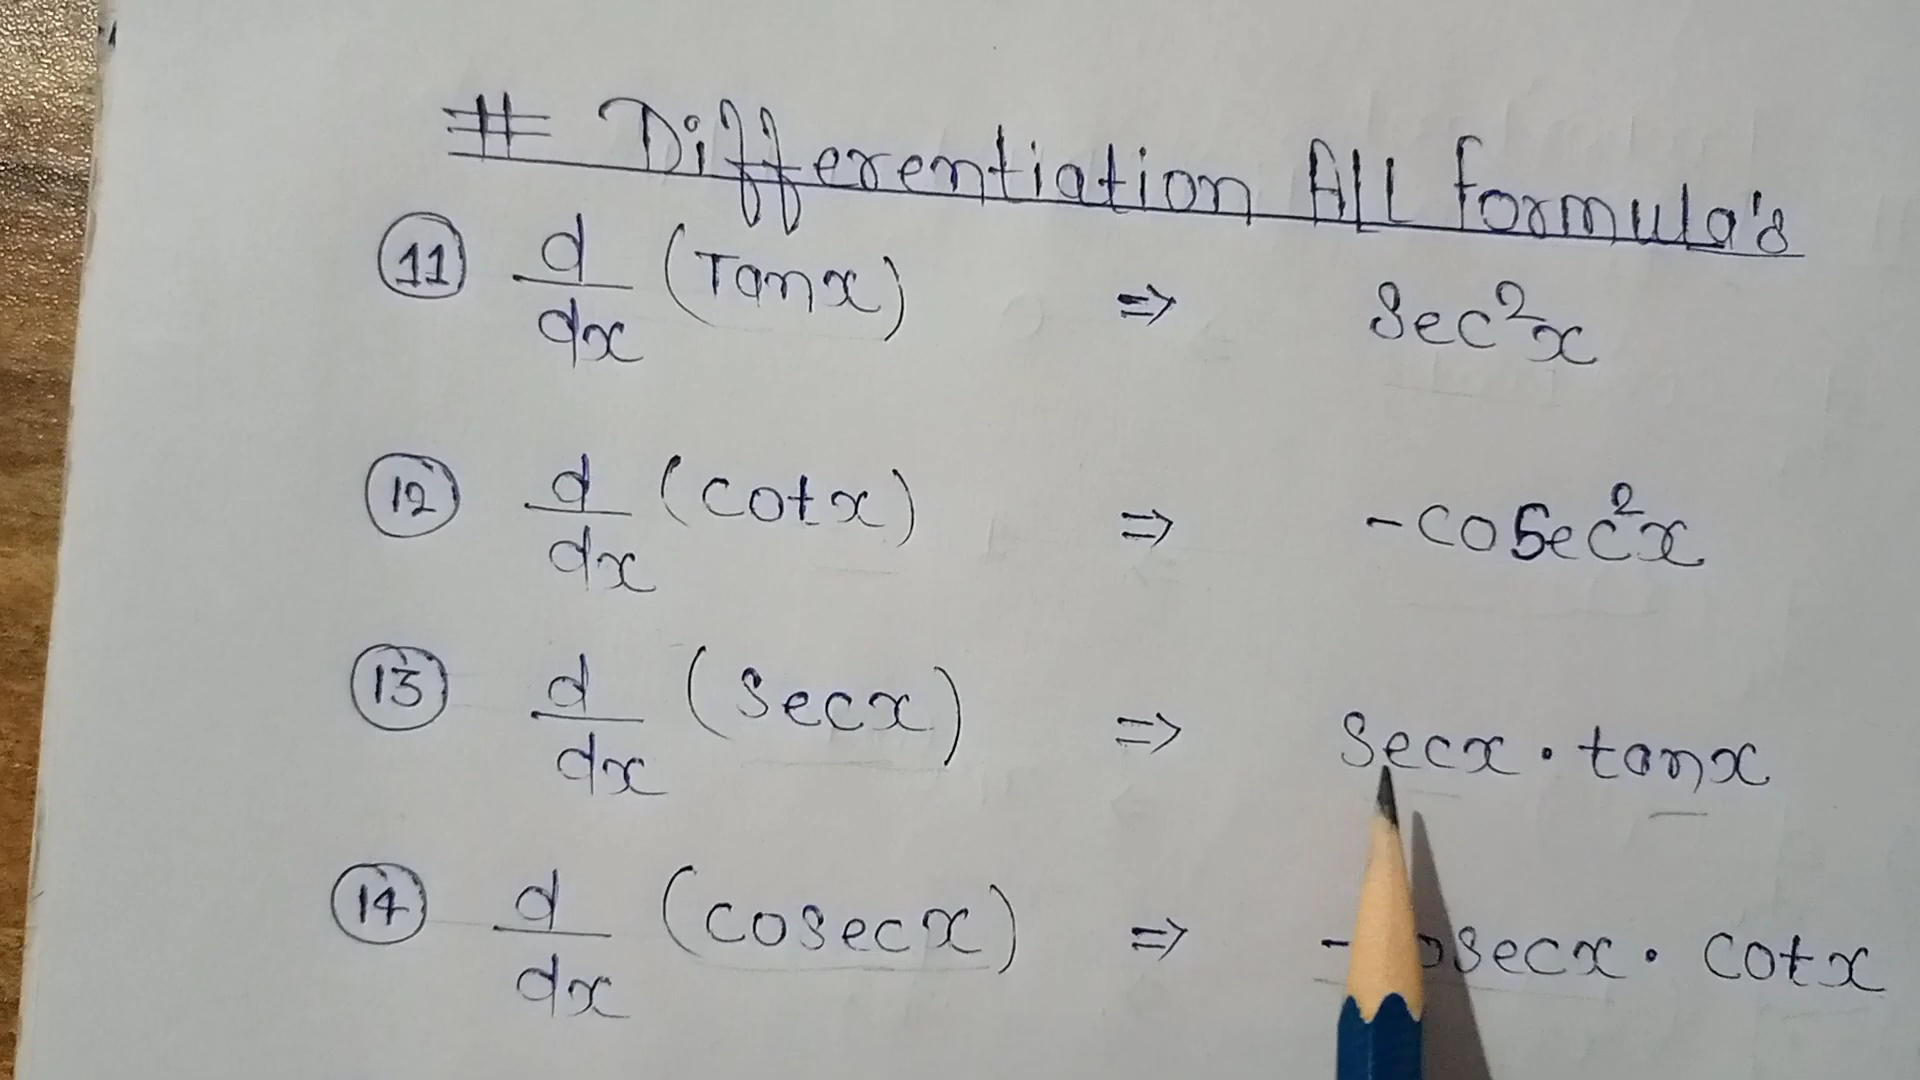 # Differentiation All formula's
11 d/dx (Tanx) => Sec²x
12 d/dx (cotx) => -coSec²x
13 d/dx (secx) => secx · tanx
14 d/dx (cosecx) => - secx · cotx